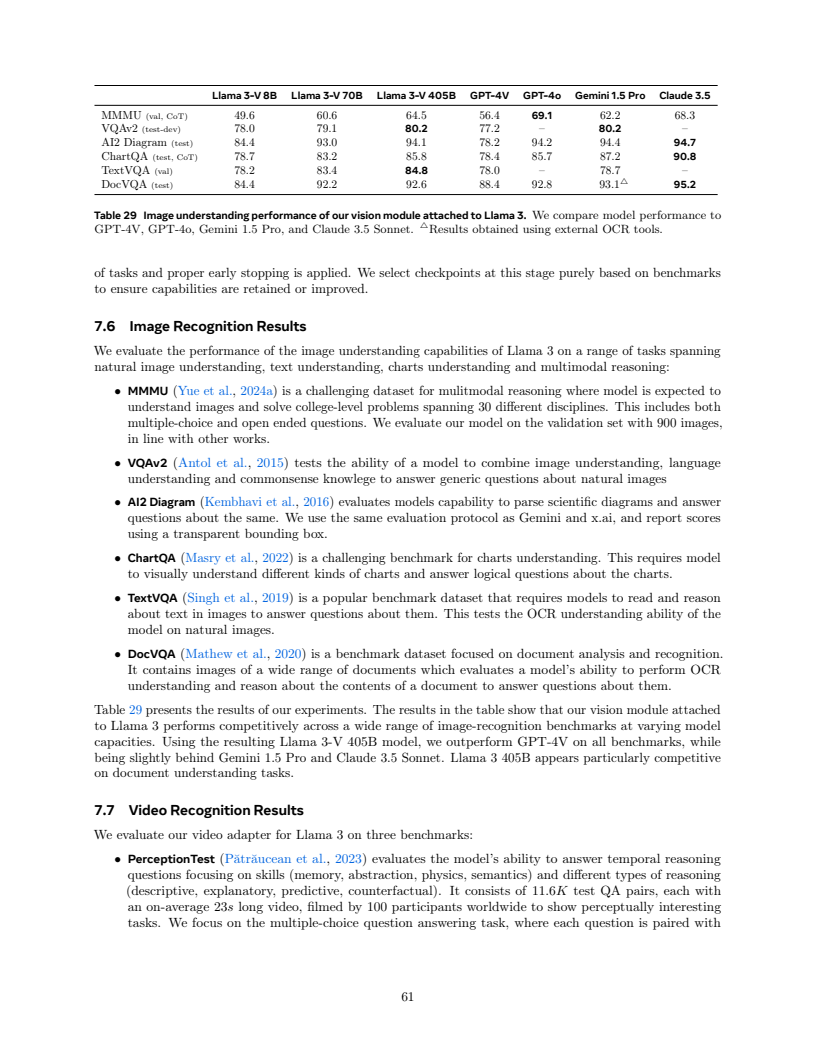 Llama 3-V 8B Llama 3-V 70B Llama 3-V 405B GPT-4V GPT-4o Gemini 1.5 Pro Claude 3.5
MMMU (val, CoT) 49.6 60.6 64.5 56.4 69.1 62.2 68.3
VQAv2 (test-dev) 78.0 79.1 80.2 77.2 – 80.2 –
AI2 Diagram (test) 84.4 93.0 94.1 78.2 94.2 94.4 94.7
ChartQA (test, CoT) 78.7 83.2 85.8 78.4 85.7 87.2 90.8
TextVQA (val) 78.2 83.4 84.8 78.0 – 78.7 –
DocVQA (test) 84.4 92.2 92.6 88.4 92.8 93.1△ 95.2
Table 29 Image understanding performance of our vision module attached to Llama 3. We compare model performance to
GPT-4V, GPT-4o, Gemini 1.5 Pro, and Claude 3.5 Sonnet. △Results obtained using external OCR tools.
of tasks and proper early stopping is applied. We select checkpoints at this stage purely based on benchmarks
to ensure capabilities are retained or improved.
7.6 Image Recognition Results
We evaluate the performance of the image understanding capabilities of Llama 3 on a range of tasks spanning
natural image understanding, text understanding, charts understanding and multimodal reasoning:
• MMMU (Yue et al., 2024a) is a challenging dataset for mulitmodal reasoning where model is expected to
understand images and solve college-level problems spanning 30 different disciplines. This includes both
multiple-choice and open ended questions. We evaluate our model on the validation set with 900 images,
in line with other works.
• VQAv2 (Antol et al., 2015) tests the ability of a model to combine image understanding, language
understanding and commonsense knowlege to answer generic questions about natural images
• AI2 Diagram (Kembhavi et al., 2016) evaluates models capability to parse scientific diagrams and answer
questions about the same. We use the same evaluation protocol as Gemini and x.ai, and report scores
using a transparent bounding box.
• ChartQA (Masry et al., 2022) is a challenging benchmark for charts understanding. This requires model
to visually understand different kinds of charts and answer logical questions about the charts.
• TextVQA (Singh et al., 2019) is a popular benchmark dataset that requires models to read and reason
about text in images to answer questions about them. This tests the OCR understanding ability of the
model on natural images.
• DocVQA (Mathew et al., 2020) is a benchmark dataset focused on document analysis and recognition.
It contains images of a wide range of documents which evaluates a model's ability to perform OCR
understanding and reason about the contents of a document to answer questions about them.
Table 29 presents the results of our experiments. The results in the table show that our vision module attached
to Llama 3 performs competitively across a wide range of image-recognition benchmarks at varying model
capacities. Using the resulting Llama 3-V 405B model, we outperform GPT-4V on all benchmarks, while
being slightly behind Gemini 1.5 Pro and Claude 3.5 Sonnet. Llama 3 405B appears particularly competitive
on document understanding tasks.
7.7 Video Recognition Results
We evaluate our video adapter for Llama 3 on three benchmarks:
• PerceptionTest (Pătrăucean et al., 2023) evaluates the model's ability to answer temporal reasoning
questions focusing on skills (memory, abstraction, physics, semantics) and different types of reasoning
(descriptive, explanatory, predictive, counterfactual). It consists of 11.6K test QA pairs, each with
an on-average 23s long video, filmed by 100 participants worldwide to show perceptually interesting
tasks. We focus on the multiple-choice question answering task, where each question is paired with
61